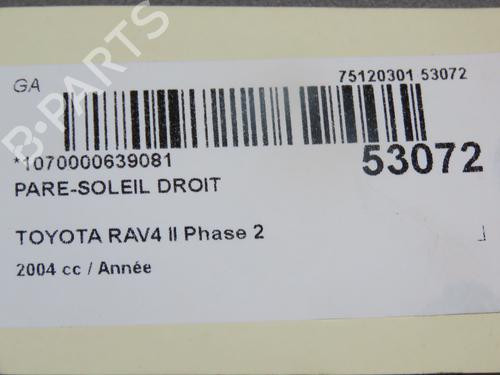 GA
75120301 53072
*1070000639081
53072
PARE-SOLEIL DROIT
TOYOTA RAV4 II Phase 2
2004 cc / Année
B-PARTS